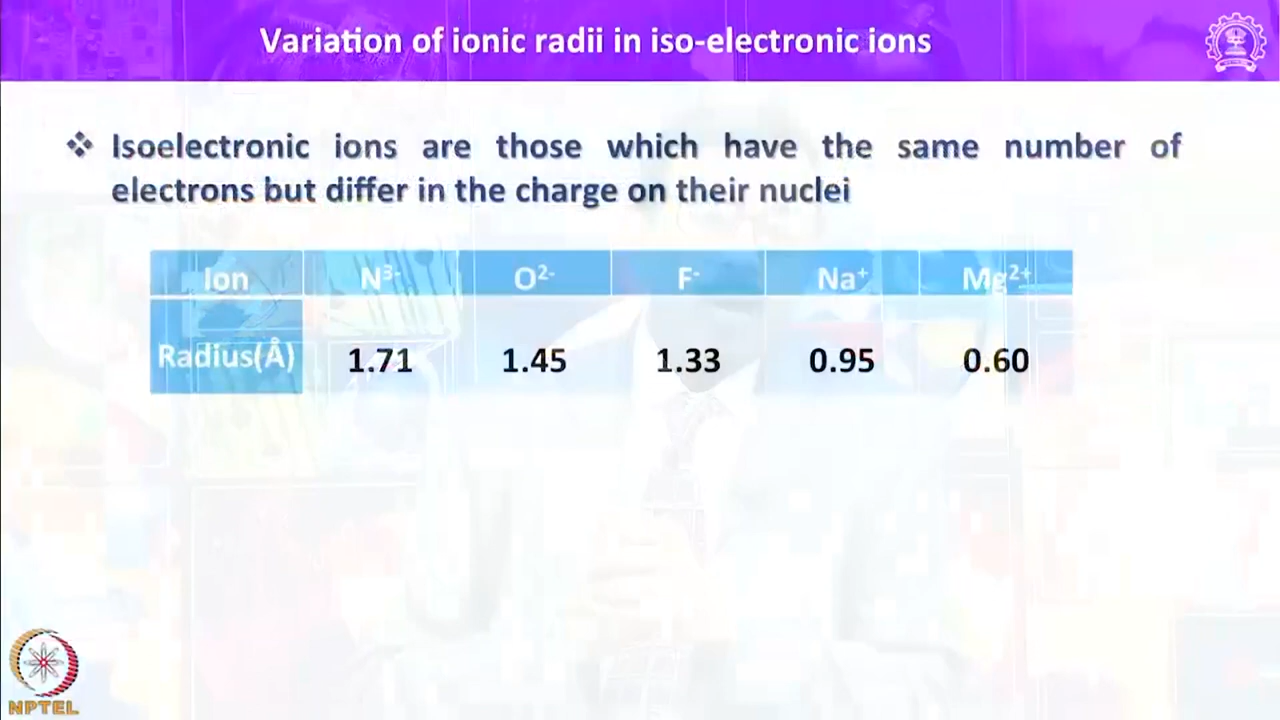 Variation of ionic radii in iso-electronic ions
❖ Isoelectronic ions are those which have the same number of
electrons but differ in the charge on their nuclei
Ion N³⁻ O²⁻ F⁻ Na⁺ Mg²⁺
Radius(Å) 1.71 1.45 1.33 0.95 0.60
NPTEL